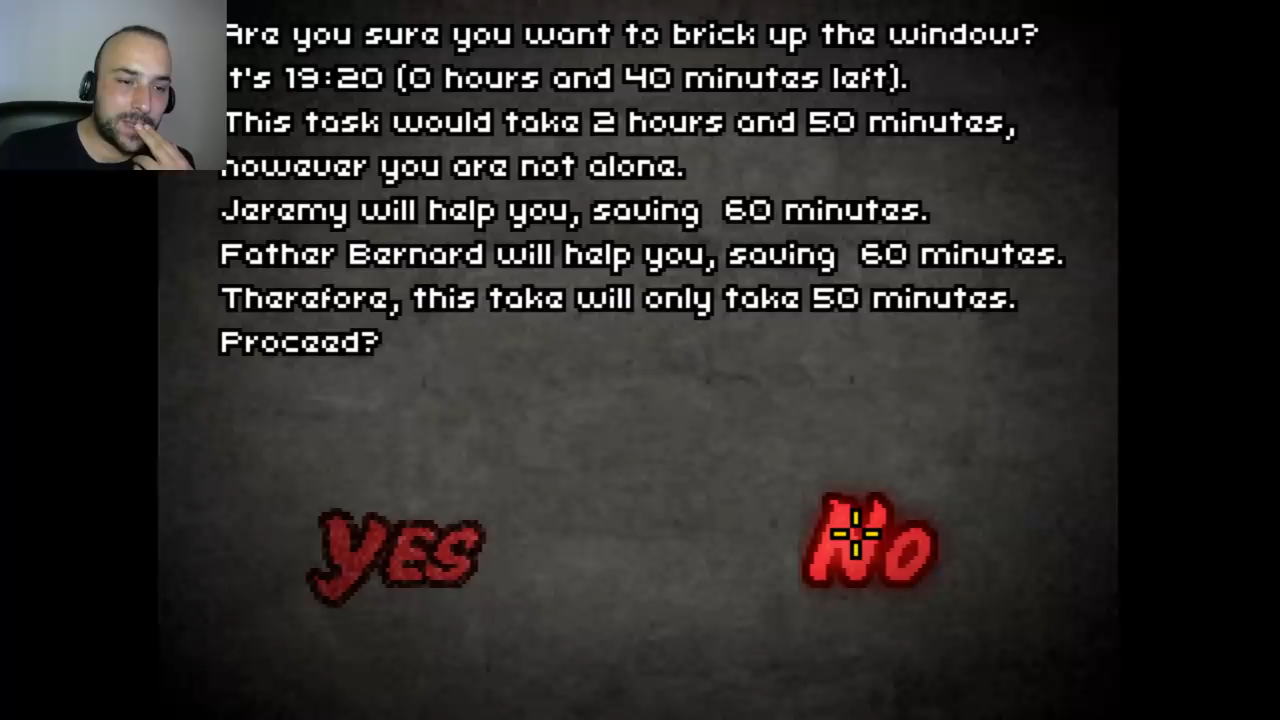 Are you sure you want to brick up the window?
It's 19:20 (0 hours and 40 minutes left).
This task would take 2 hours and 50 minutes,
however you are not alone.
Jeremy will help you, saving  60 minutes.
Father Bernard will help you, saving  60 minutes.
Therefore, this take will only take 50 minutes.
Proceed?
Yes
No